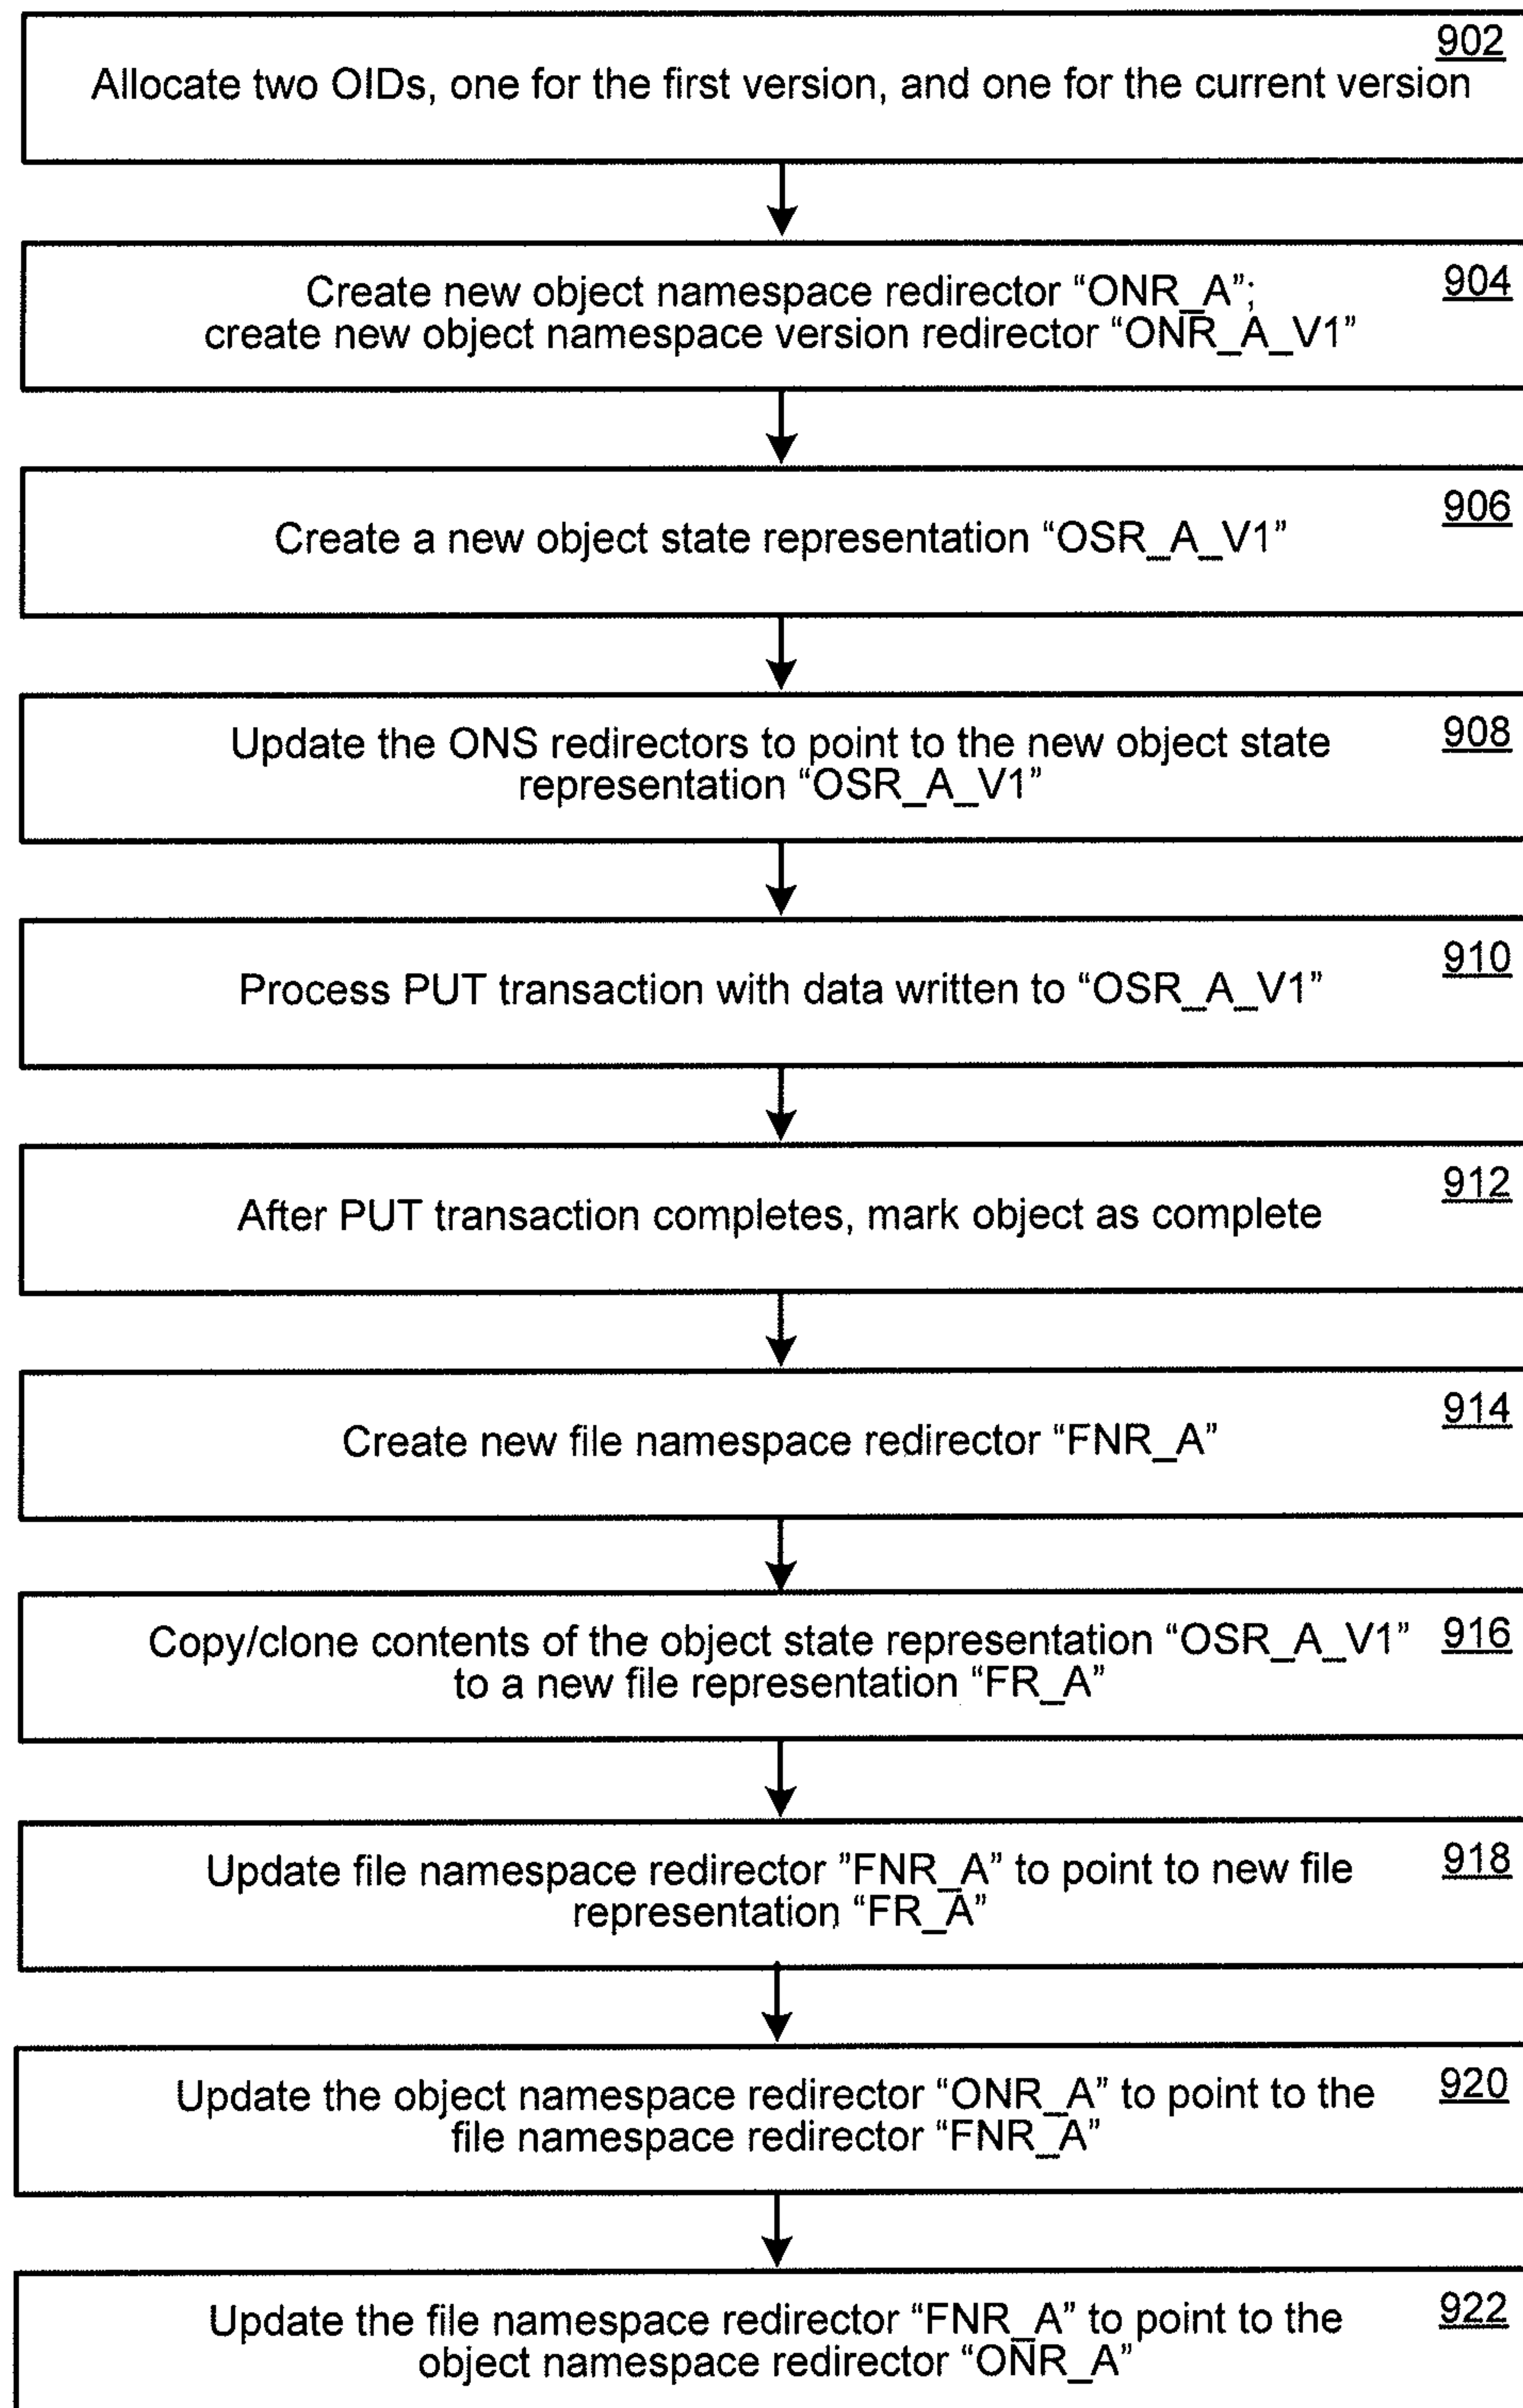 902
Allocate two OIDs, one for the first version, and one for the current version
904
Create new object namespace redirector “ONR_A”;
create new object namespace version redirector “ONR_A_V1”
906
Create a new object state representation “OSR_A_V1”
908
Update the ONS redirectors to point to the new object state
representation “OSR_A_V1”
910
Process PUT transaction with data written to “OSR_A_V1”
912
After PUT transaction completes, mark object as complete
914
Create new file namespace redirector “FNR_A”
916
Copy/clone contents of the object state representation “OSR_A_V1”
to a new file representation “FR_A”
918
Update file namespace redirector ”FNR_A” to point to new file
representation “FR_A”
920
Update the object namespace redirector “ONR_A” to point to the
file namespace redirector “FNR_A”
922
Update the file namespace redirector “FNR_A” to point to the
object namespace redirector “ONR_A”